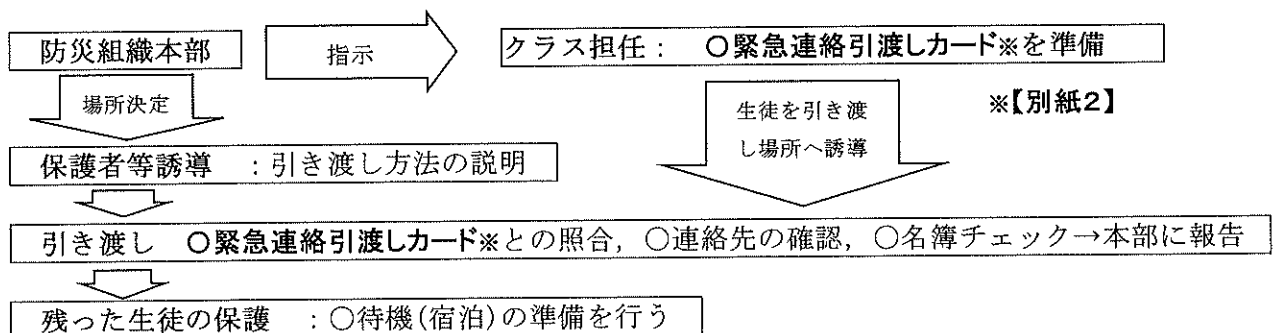 防災組織本部
指示
クラス担任： ○緊急連絡引渡しカード※を準備
場所決定
※【別紙2】
生徒を引き渡
し場所へ誘導
保護者等誘導 ：引き渡し方法の説明
引き渡し ○緊急連絡引渡しカード※との照合，○連絡先の確認，○名簿チェック→本部に報告
残った生徒の保護 ：○待機(宿泊)の準備を行う